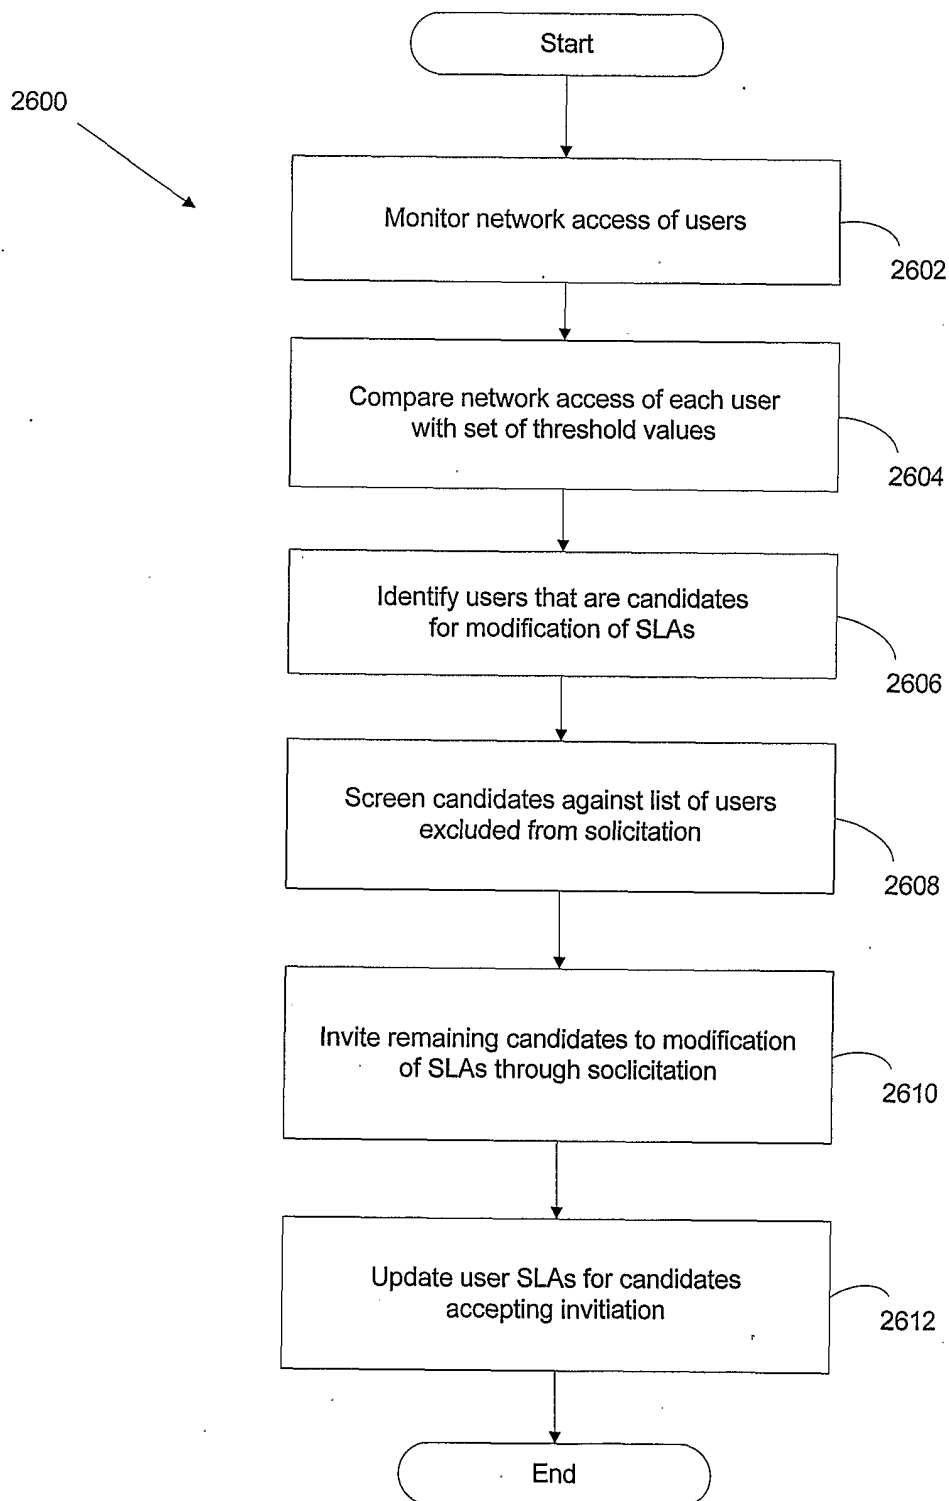 Start
2600
Monitor network access of users
2602
Compare network access of each user
with set of threshold values
2604
Identify users that are candidates
for modification of SLAs
2606
Screen candidates against list of users
excluded from solicitation
2608
Invite remaining candidates to modification
of SLAs through soclicitation
2610
Update user SLAs for candidates
accepting invitiation
2612
End